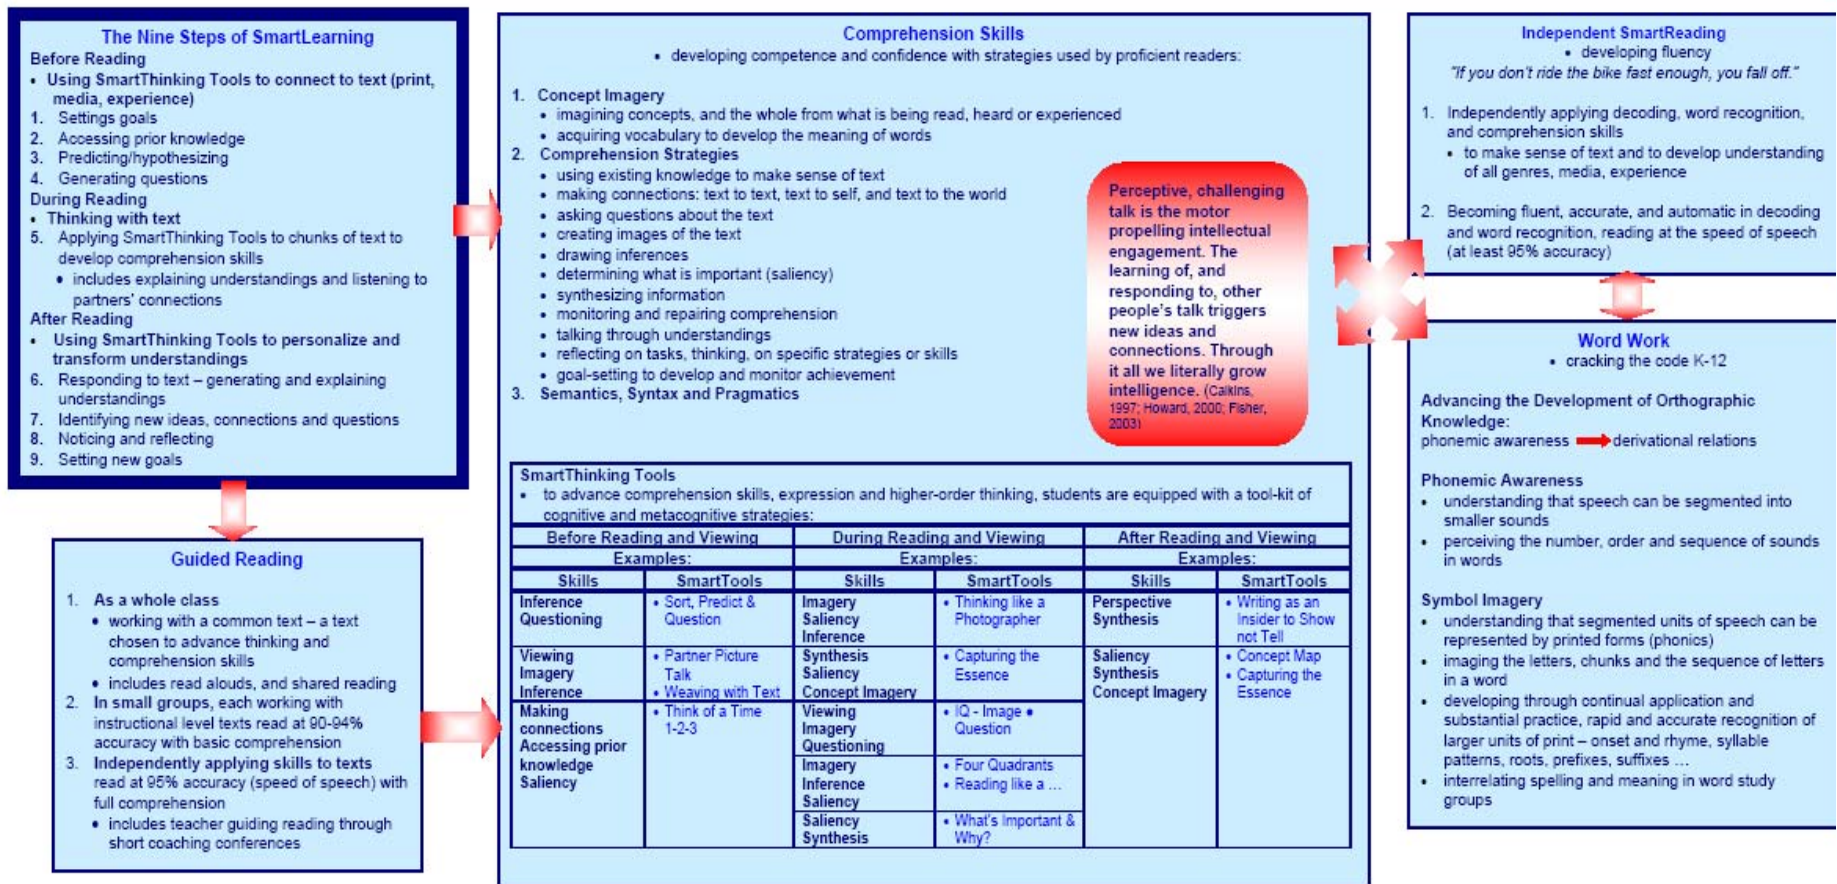 The Nine Steps of SmartLearning
Before Reading
• Using SmartThinking Tools to connect to text (print,
media, experience)
1. Settings goals
2. Accessing prior knowledge
3. Predicting/hypothesizing
4. Generating questions
During Reading
• Thinking with text
5. Applying SmartThinking Tools to chunks of text to
develop comprehension skills
• includes explaining understandings and listening to
partners' connections
After Reading
• Using SmartThinking Tools to personalize and
transform understandings
6. Responding to text – generating and explaining
understandings
7. Identifying new ideas, connections and questions
8. Noticing and reflecting
9. Setting new goals
Guided Reading
1. As a whole class
• working with a common text – a text
chosen to advance thinking and
comprehension skills
• includes read alouds, and shared reading
2. In small groups, each working with
instructional level texts read at 90-94%
accuracy with basic comprehension
3. Independently applying skills to texts
read at 95% accuracy (speed of speech) with
full comprehension
• includes teacher guiding reading through
short coaching conferences
Comprehension Skills
• developing competence and confidence with strategies used by proficient readers:
1. Concept Imagery
• imagining concepts, and the whole from what is being read, heard or experienced
• acquiring vocabulary to develop the meaning of words
2. Comprehension Strategies
• using existing knowledge to make sense of text
• making connections: text to text, text to self, and text to the world
• asking questions about the text
• creating images of the text
• drawing inferences
• determining what is important (saliency)
• synthesizing information
• monitoring and repairing comprehension
• talking through understandings
• reflecting on tasks, thinking, on specific strategies or skills
• goal-setting to develop and monitor achievement
3. Semantics, Syntax and Pragmatics
Perceptive, challenging
talk is the motor
propelling intellectual
engagement. The
learning of, and
responding to, other
people's talk triggers
new ideas and
connections. Through
it all we literally grow
intelligence. (Calkins,
1997; Howard, 2000; Fisher,
2003)
SmartThinking Tools
• to advance comprehension skills, expression and higher-order thinking, students are equipped with a tool-kit of
cognitive and metacognitive strategies:
Before Reading and Viewing During Reading and Viewing After Reading and Viewing
Examples: Examples: Examples:
Skills SmartTools Skills SmartTools Skills SmartTools
Inference
Questioning
• Sort, Predict &
Question
Viewing
Imagery
Inference
• Partner Picture
Talk
• Weaving with Text
Making
connections
Accessing prior
knowledge
Saliency
• Think of a Time
1-2-3
Imagery
Saliency
Inference
• Thinking like a
Photographer
Synthesis
Saliency
Concept Imagery
• Capturing the
Essence
Viewing
Imagery
Questioning
• IQ - Image •
Question
Imagery
Inference
Saliency
• Four Quadrants
• Reading like a ...
Saliency
Synthesis
• What's Important &
Why?
Perspective
Synthesis
• Writing as an
Insider to Show
not Tell
Saliency
Synthesis
Concept Imagery
• Concept Map
• Capturing the
Essence
Independent SmartReading
• developing fluency
"If you don't ride the bike fast enough, you fall off."
1. Independently applying decoding, word recognition,
and comprehension skills
• to make sense of text and to develop understanding
of all genres, media, experience
2. Becoming fluent, accurate, and automatic in decoding
and word recognition, reading at the speed of speech
(at least 95% accuracy)
Word Work
• cracking the code K-12
Advancing the Development of Orthographic
Knowledge:
phonemic awareness derivational relations
Phonemic Awareness
• understanding that speech can be segmented into
smaller sounds
• perceiving the number, order and sequence of sounds
in words
Symbol Imagery
• understanding that segmented units of speech can be
represented by printed forms (phonics)
• imaging the letters, chunks and the sequence of letters
in a word
• developing through continual application and
substantial practice, rapid and accurate recognition of
larger units of print – onset and rhyme, syllable
patterns, roots, prefixes, suffixes ...
• interrelating spelling and meaning in word study
groups